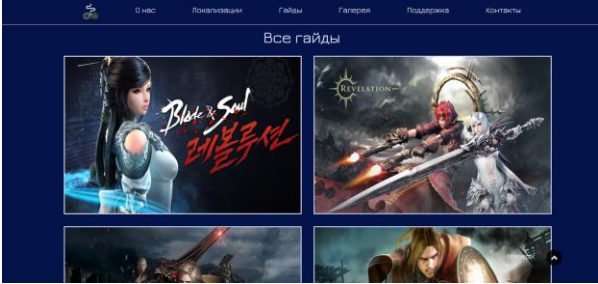 О нас Локализации Гайды Галерея Поддержка Контакты
Все гайды
Blade & Soul
레볼루션
REVELATION